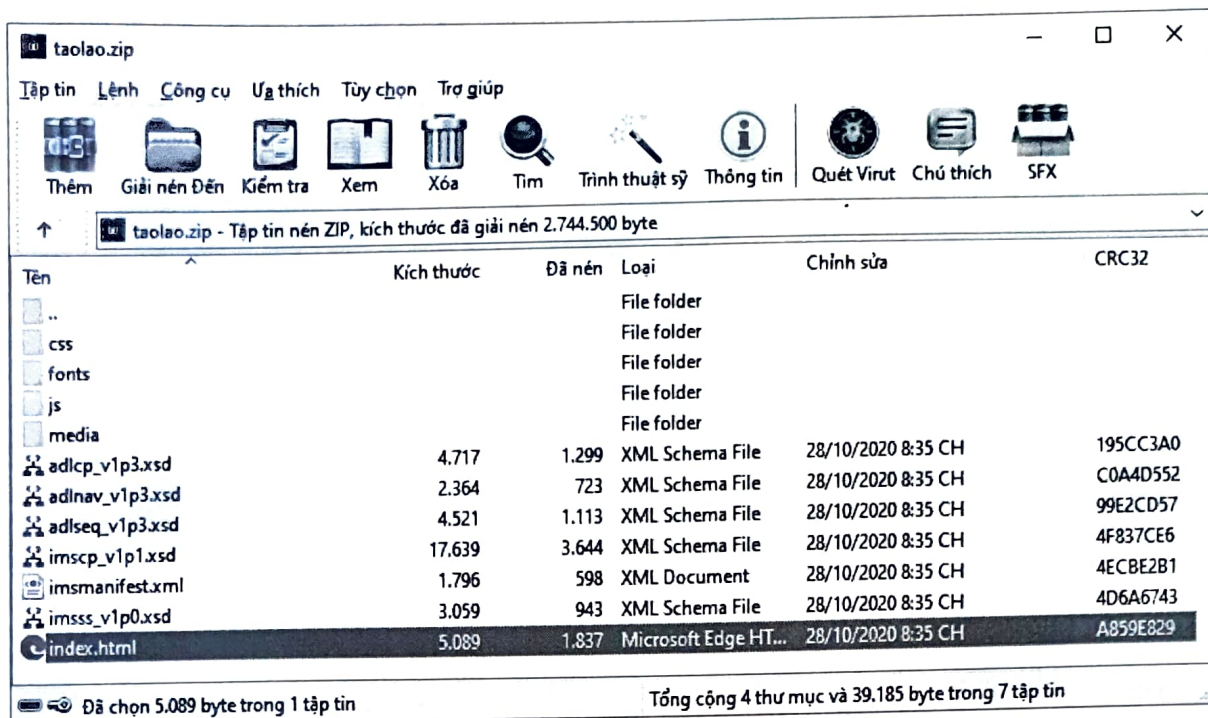 taolao.zip
Tập tin Lệnh Công cụ Ưa thích Tùy chọn Trợ giúp
Thêm Giải nén Đến Kiểm tra Xem Xóa Tìm Trình thuật sỹ Thông tin Quét Virut Chú thích SFX
taolao.zip - Tập tin nén ZIP, kích thước đã giải nén 2.744.500 byte
Tên Kích thước Đã nén Loại Chỉnh sửa CRC32
.. File folder
css File folder
fonts File folder
js File folder
media File folder
adlcp_v1p3.xsd 4.717 1.299 XML Schema File 28/10/2020 8:35 CH 195CC3A0
adlnav_v1p3.xsd 2.364 723 XML Schema File 28/10/2020 8:35 CH C0A4D552
adlseq_v1p3.xsd 4.521 1.113 XML Schema File 28/10/2020 8:35 CH 99E2CD57
imscp_v1p1.xsd 17.639 3.644 XML Schema File 28/10/2020 8:35 CH 4F837CE6
imsmanifest.xml 1.796 598 XML Document 28/10/2020 8:35 CH 4ECBE2B1
imsss_v1p0.xsd 3.059 943 XML Schema File 28/10/2020 8:35 CH 4D6A6743
index.html 5.089 1.837 Microsoft Edge HT... 28/10/2020 8:35 CH A859E829
Đã chọn 5.089 byte trong 1 tập tin Tổng cộng 4 thư mục và 39.185 byte trong 7 tập tin